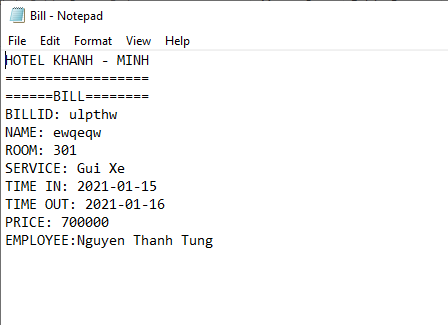 Bill - Notepad
File Edit Format View Help
HOTEL KHANH - MINH
==================
======BILL========
BILLID: ulpthw
NAME: ewqeqw
ROOM: 301
SERVICE: Gui Xe
TIME IN: 2021-01-15
TIME OUT: 2021-01-16
PRICE: 700000
EMPLOYEE:Nguyen Thanh Tung